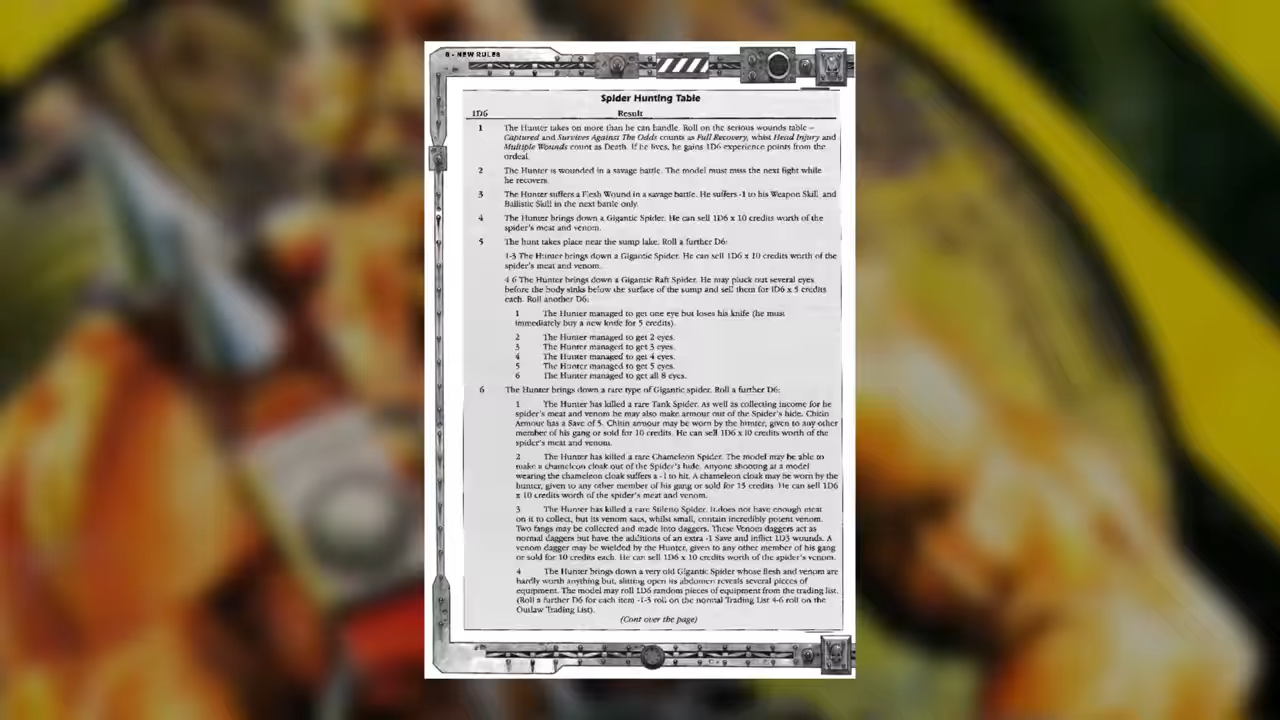 8 - NEW RULES
Spider Hunting Table
1D6 Result
1 The Hunter takes on more than he can handle. Roll on the serious wounds table –
Captured and Survives Against The Odds counts as Full Recovery, whilst Head Injury and
Multiple Wounds count as Death. If he lives, he gains 1D6 experience points from the
ordeal.
2 The Hunter is wounded in a savage battle. The model must miss the next fight while
he recovers.
3 The Hunter suffers a Flesh Wound in a savage battle. He suffers -1 to his Weapon Skill and
Ballistic Skill in the next battle only.
4 The Hunter brings down a Gigantic Spider. He can sell 1D6 x 10 credits worth of the
spider's meat and venom.
5 The hunt takes place near the sump lake. Roll a further D6:
1-3 The Hunter brings down a Gigantic Spider. He can sell 1D6 x 10 credits worth of the
spider's meat and venom.
4 6 The Hunter brings down a Gigantic Raft Spider. He may pluck out several eyes
before the body sinks below the surface of the sump and sell them for 1D6 x 5 credits
each. Roll another D6:
1 The Hunter managed to get one eye but loses his knife (he must
immediately buy a new knife for 5 credits).
2 The Hunter managed to get 2 eyes.
3 The Hunter managed to get 3 eyes.
4 The Hunter managed to get 4 eyes.
5 The Hunter managed to get 5 eyes.
6 The Hunter managed to get all 8 eyes.
6 The Hunter brings down a rare type of Gigantic spider. Roll a further D6:
1 The Hunter has killed a rare Tank Spider. As well as collecting income for he
spider's meat and venom he may also make armour out of the Spider's hide. Chitin
Armour has a Save of 5. Chitin armour may be worn by the hunter, given to any other
member of his gang or sold for 10 credits. He can sell 1D6 x 10 credits worth of the
spider's meat and venom.
2 The Hunter has killed a rare Chameleon Spider. The model may be able to
make a chameleon cloak out of the Spider's hide. Anyone shooting at a model
wearing the chameleon cloak suffers a -1 to hit. A chameleon cloak may be worn by the
hunter, given to any other member of his gang or sold for 15 credits. He can sell 1D6
x 10 credits worth of the spider's meat and venom.
3 The Hunter has killed a rare Stileno Spider. It does not have enough meat
on it to collect, but its venom sacs, whilst small, contain incredibly potent venom.
Two fangs may be collected and made into daggers. These Venom daggers act as
normal daggers but have the additions of an extra -1 Save and inflict 1D3 wounds. A
venom dagger may be wielded by the Hunter, given to any other member of his gang
or sold for 10 credits each. He can sell 1D6 x 10 credits worth of the spider's venom.
4 The Hunter brings down a very old Gigantic Spider whose flesh and venom are
hardly worth anything but, slitting open its abdomen reveals several pieces of
equipment. The model may roll 1D6 random pieces of equipment from the trading list.
(Roll a further D6 for each item) -1-3 roll on the normal Trading List 4-6 roll on the
Outlaw Trading List).
(Cont over the page)